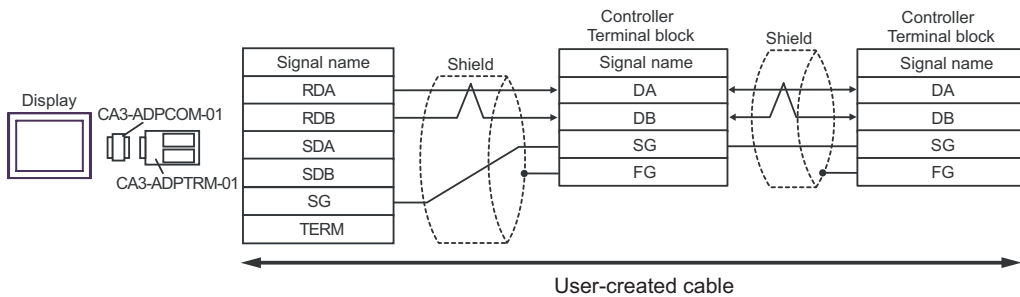 Display
CA3-ADPCOM-01
CA3-ADPTRM-01
Signal name
RDA
RDB
SDA
SDB
SG
TERM
Shield
Controller
Terminal block
Signal name
DA
DB
SG
FG
Shield
Controller
Terminal block
Signal name
DA
DB
SG
FG
User-created cable